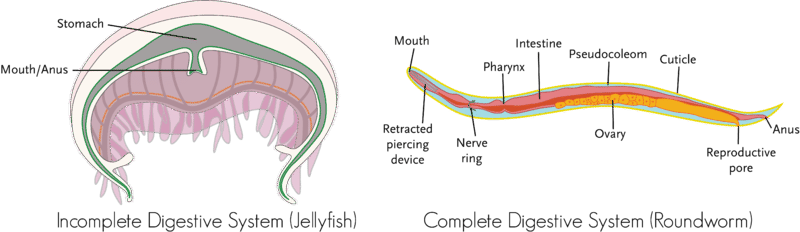 Stomach
Mouth/Anus
Incomplete Digestive System (Jellyfish)
Mouth
Pharynx
Intestine
Pseudocoleom
Cuticle
Retracted
piercing
device
Nerve
ring
Ovary
Reproductive
pore
Anus
Complete Digestive System (Roundworm)